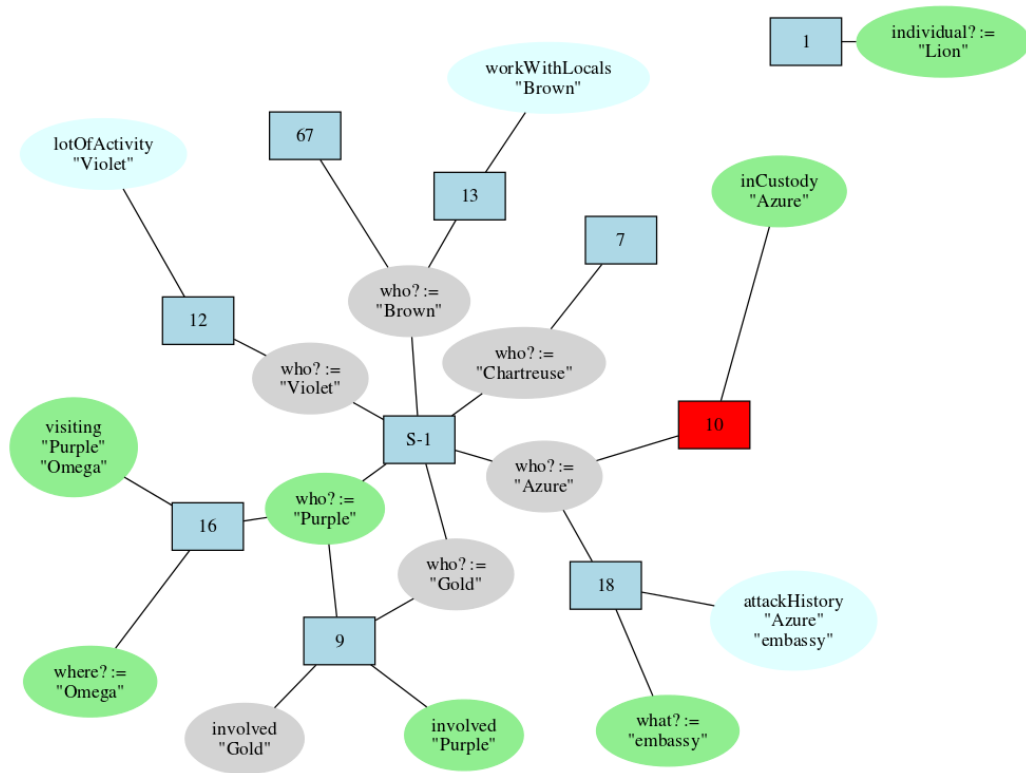 1
individual? :=
"Lion"
workWithLocals
"Brown"
67
lotOfActivity
"Violet"
13
inCustody
"Azure"
7
who? :=
"Brown"
12
who? :=
"Violet"
who? :=
"Chartreuse"
S-1
10
visiting
"Purple"
"Omega"
who? :=
"Azure"
who? :=
"Purple"
16
who? :=
"Gold"
18
attackHistory
"Azure"
"embassy"
9
where? :=
"Omega"
involved
"Gold"
involved
"Purple"
what? :=
"embassy"